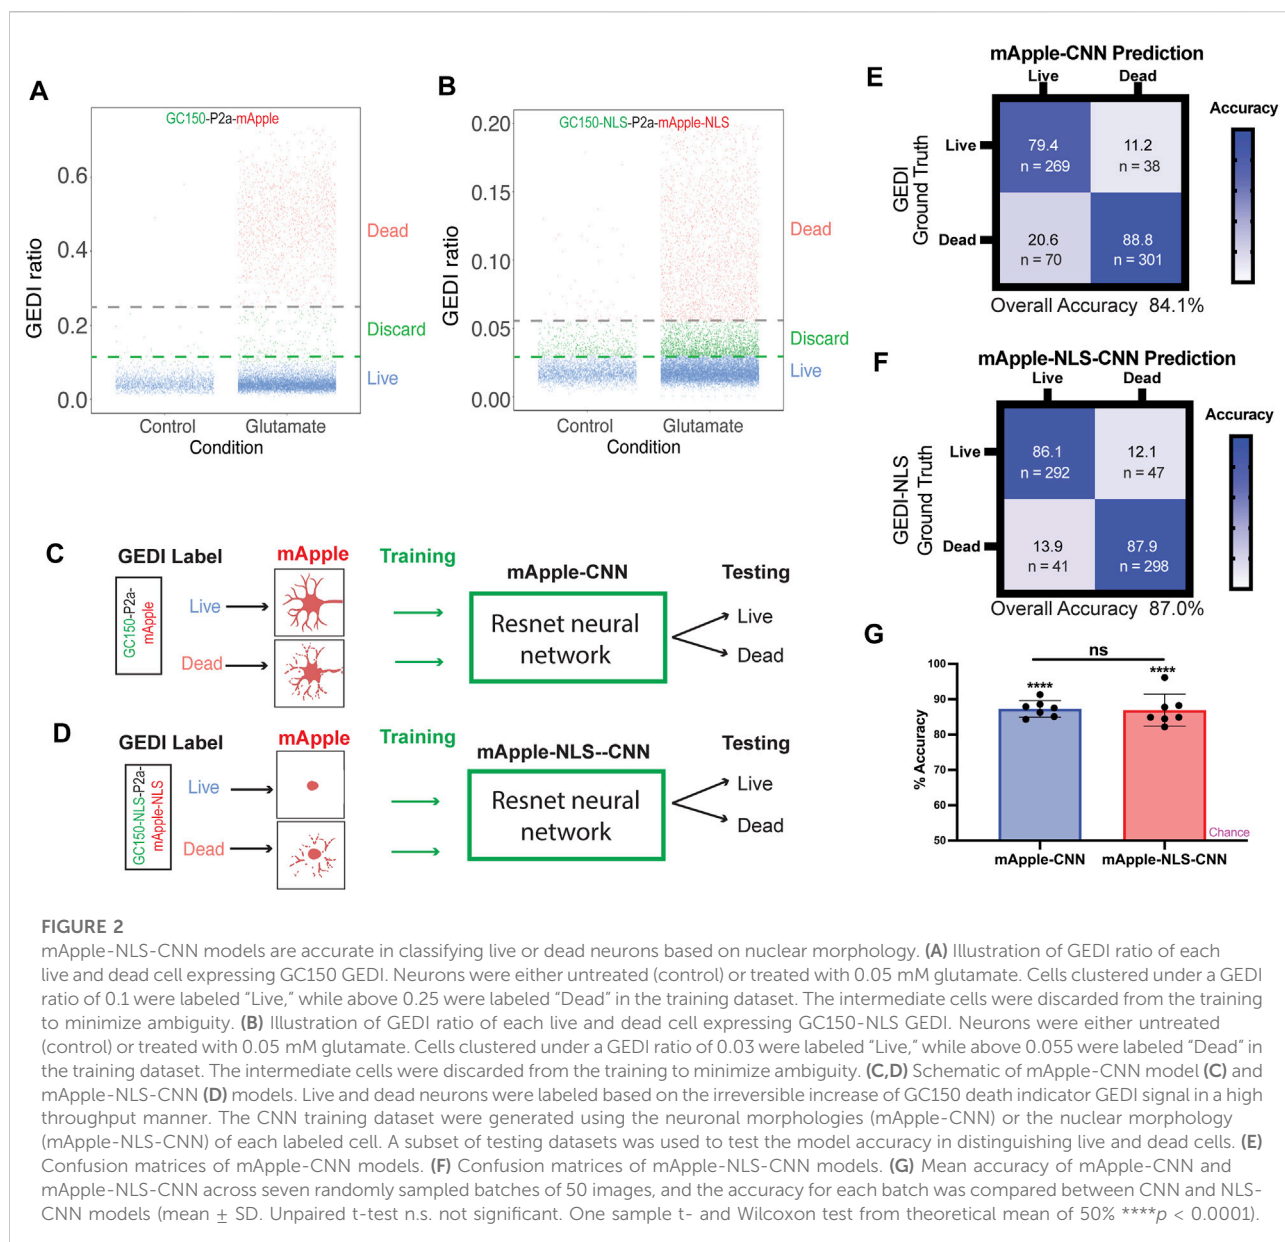 A
GC150-P2a-mApple
GEDI ratio
0.6
0.4
0.2
0.0
Dead
Discard
Live
Control
Glutamate
Condition
B
GC150-NLS-P2a-mApple-NLS
GEDI ratio
0.20
0.15
0.10
0.05
0.00
Dead
Discard
Live
Control
Glutamate
Condition
C
GEDI Label
mApple
Training
mApple-CNN
Testing
GC150-P2a-
mApple
Live
Dead
Resnet neural
network
Live
Dead
D
GEDI Label
mApple
Training
mApple-NLS--CNN
Testing
GC150-NLS-P2a-
mApple-NLS
Live
Dead
Resnet neural
network
Live
Dead
E
mApple-CNN Prediction
Live
Dead
GEDI
Ground Truth
Live
Dead
79.4
n = 269
11.2
n = 38
20.6
n = 70
88.8
n = 301
Accuracy
Overall Accuracy 84.1%
F
mApple-NLS-CNN Prediction
Live
Dead
GEDI-NLS
Ground Truth
Live
Dead
86.1
n = 292
12.1
n = 47
13.9
n = 41
87.9
n = 298
Accuracy
Overall Accuracy 87.0%
G
% Accuracy
100
90
80
70
60
50
ns
****
****
Chance
mApple-CNN
mApple-NLS-CNN
FIGURE 2
mApple-NLS-CNN models are accurate in classifying live or dead neurons based on nuclear morphology. (A) Illustration of GEDI ratio of each
live and dead cell expressing GC150 GEDI. Neurons were either untreated (control) or treated with 0.05 mM glutamate. Cells clustered under a GEDI
ratio of 0.1 were labeled “Live,” while above 0.25 were labeled “Dead” in the training dataset. The intermediate cells were discarded from the training
to minimize ambiguity. (B) Illustration of GEDI ratio of each live and dead cell expressing GC150-NLS GEDI. Neurons were either untreated
(control) or treated with 0.05 mM glutamate. Cells clustered under a GEDI ratio of 0.03 were labeled “Live,” while above 0.055 were labeled “Dead” in
the training dataset. The intermediate cells were discarded from the training to minimize ambiguity. (C,D) Schematic of mApple-CNN model (C) and
mApple-NLS-CNN (D) models. Live and dead neurons were labeled based on the irreversible increase of GC150 death indicator GEDI signal in a high
throughput manner. The CNN training dataset were generated using the neuronal morphologies (mApple-CNN) or the nuclear morphology
(mApple-NLS-CNN) of each labeled cell. A subset of testing datasets was used to test the model accuracy in distinguishing live and dead cells. (E)
Confusion matrices of mApple-CNN models. (F) Confusion matrices of mApple-NLS-CNN models. (G) Mean accuracy of mApple-CNN and
mApple-NLS-CNN across seven randomly sampled batches of 50 images, and the accuracy for each batch was compared between CNN and NLS-
CNN models (mean ± SD. Unpaired t-test n.s. not significant. One sample t- and Wilcoxon test from theoretical mean of 50% ****p < 0.0001).